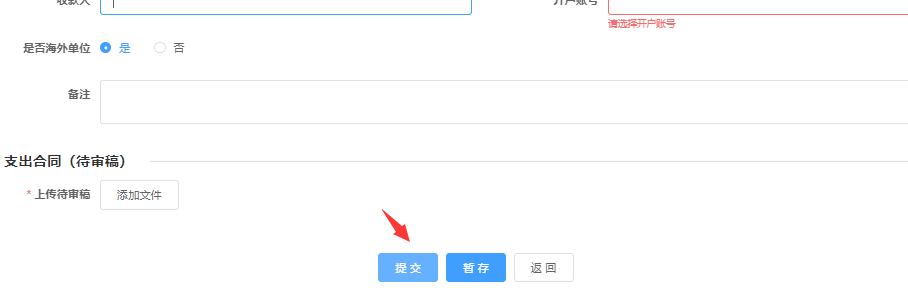 收款人
开户账号
请选择开户账号
是否海外单位 是 否
备注
支出合同（待审稿）
* 上传待审稿 添加文件
提交 暂存 返回